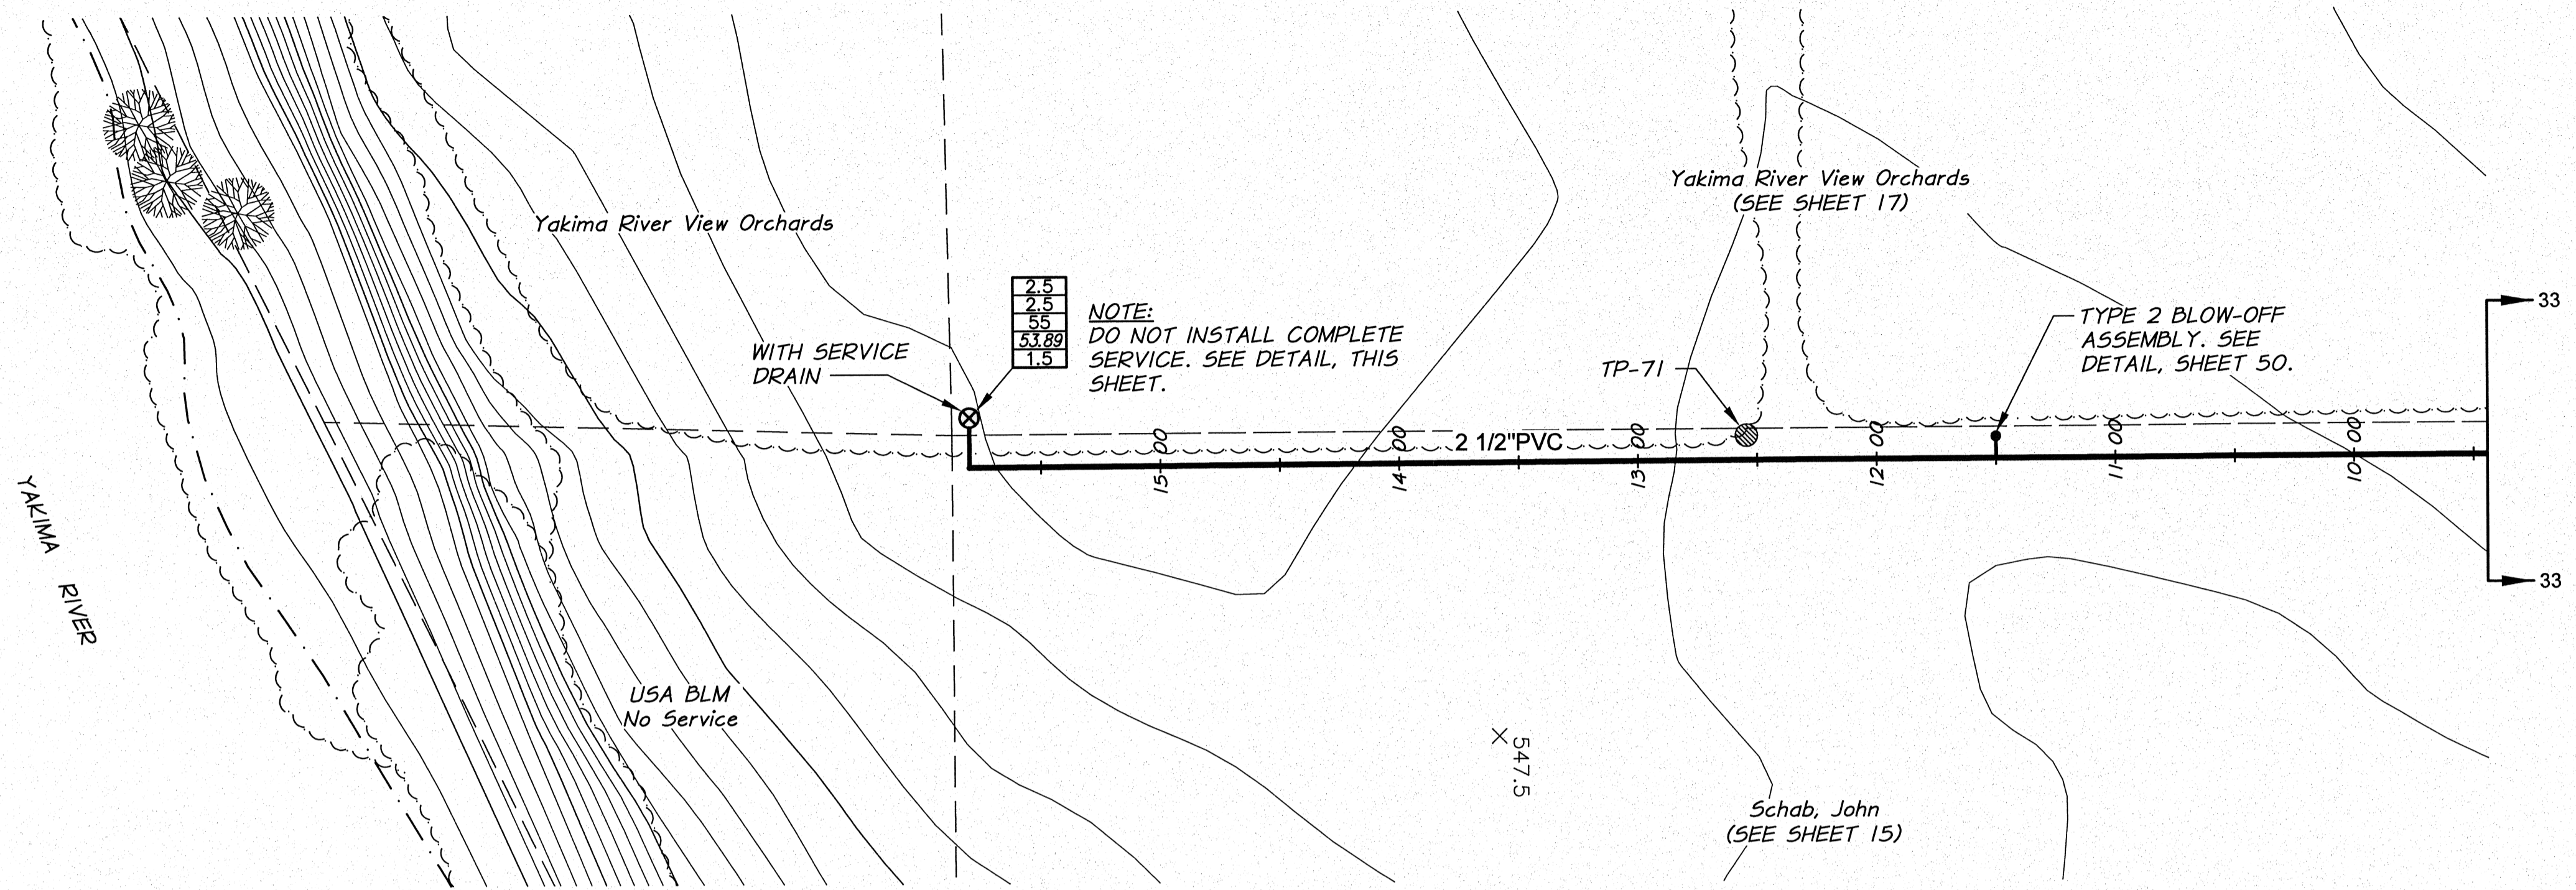 Yakima River View Orchards
(SEE SHEET 17)
Yakima River View Orchards
2.5
2.5
55
53.89
1.5
NOTE:
DO NOT INSTALL COMPLETE
SERVICE. SEE DETAIL, THIS
SHEET.
WITH SERVICE
DRAIN
TP-71
TYPE 2 BLOW-OFF
ASSEMBLY. SEE
DETAIL, SHEET 50.
33
33
2 1/2"PVC
15+00
14+00
13+00
12+00
11+00
10+00
YAKIMA RIVER
USA BLM
No Service
547.5
Schab, John
(SEE SHEET 15)